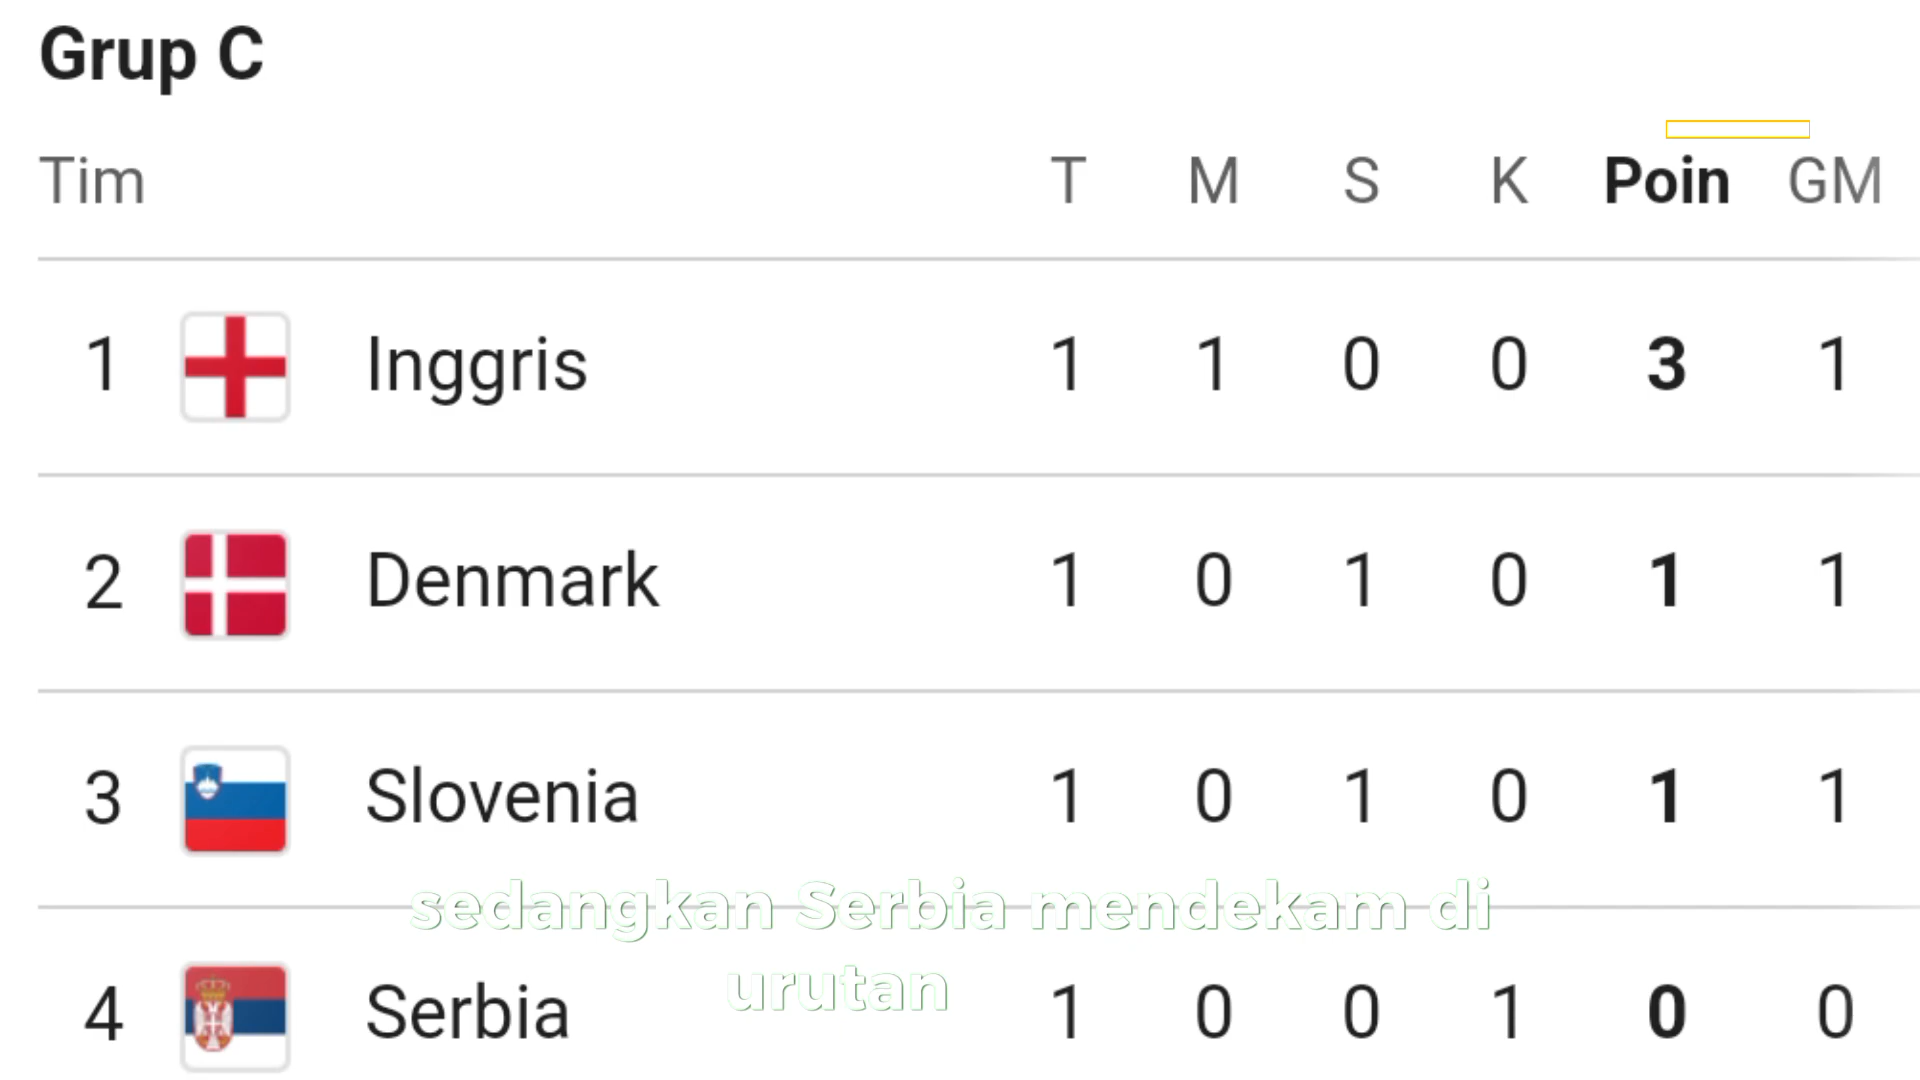 Grup C
Tim T M S K Poin GM
1 Inggris 1 1 0 0 3 1
2 Denmark 1 0 1 0 1 1
3 Slovenia 1 0 1 0 1 1
sedangkan Serbia mendekam di
urutan
4 Serbia 1 0 0 1 0 0